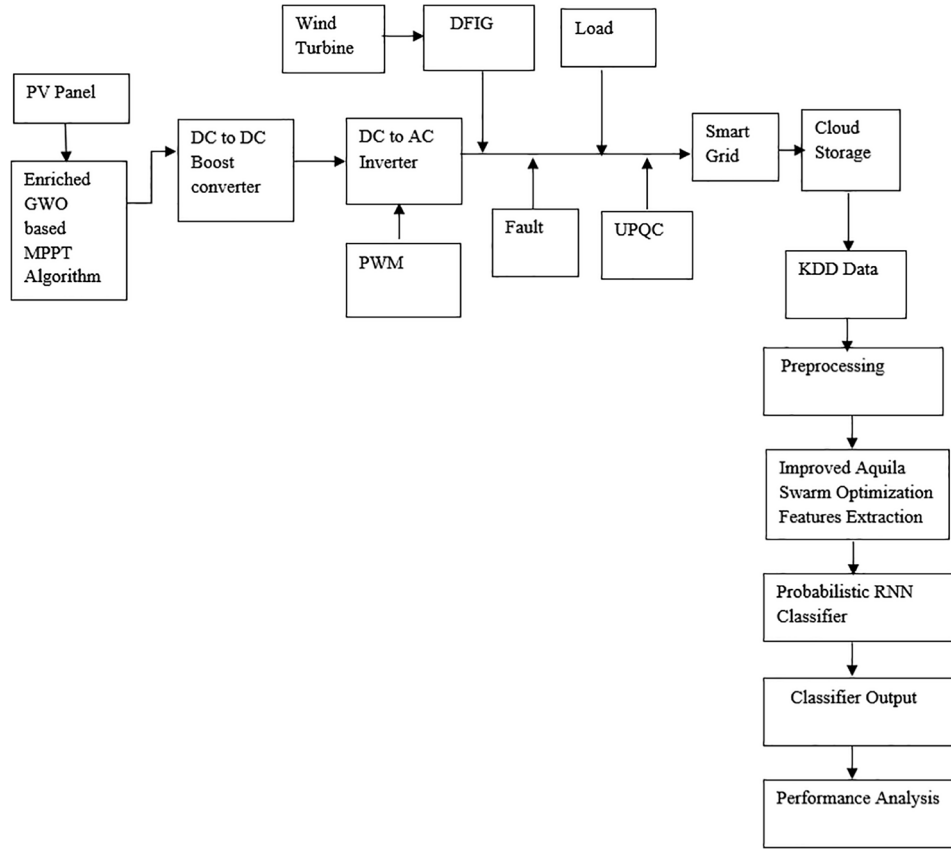 Wind
Turbine
DFIG
Load
PV Panel
DC to DC
Boost
converter
DC to AC
Inverter
Smart
Grid
Cloud
Storage
Enriched
GWO
based
MPPT
Algorithm
PWM
Fault
UPQC
KDD Data
Preprocessing
Improved Aquila
Swarm Optimization
Features Extraction
Probabilistic RNN
Classifier
Classifier Output
Performance Analysis